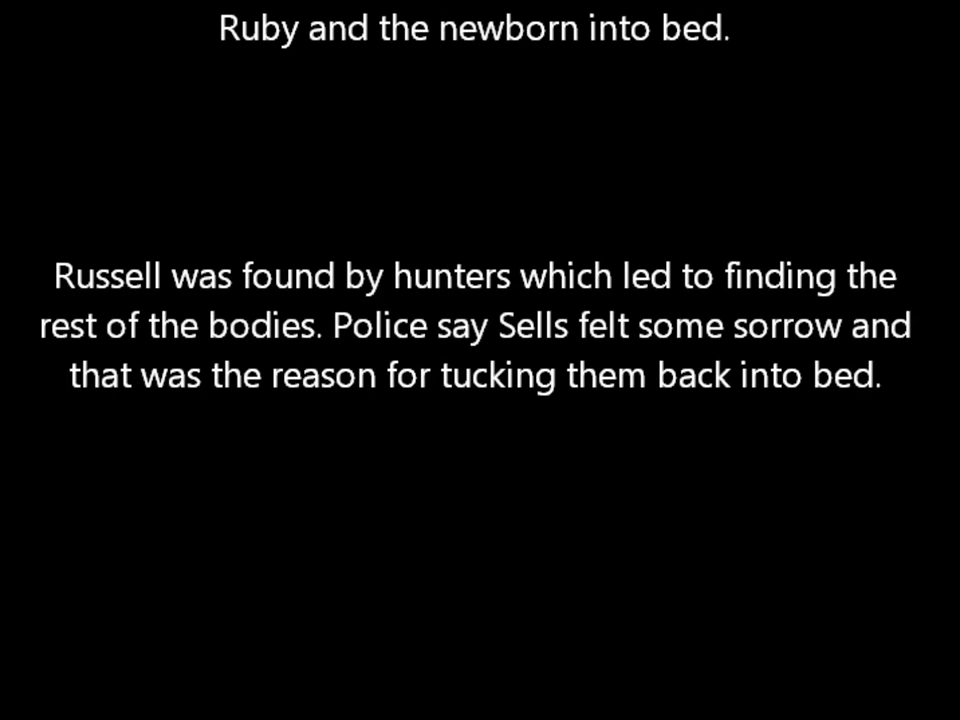 Ruby and the newborn into bed.
Russell was found by hunters which led to finding the
rest of the bodies. Police say Sells felt some sorrow and
that was the reason for tucking them back into bed.